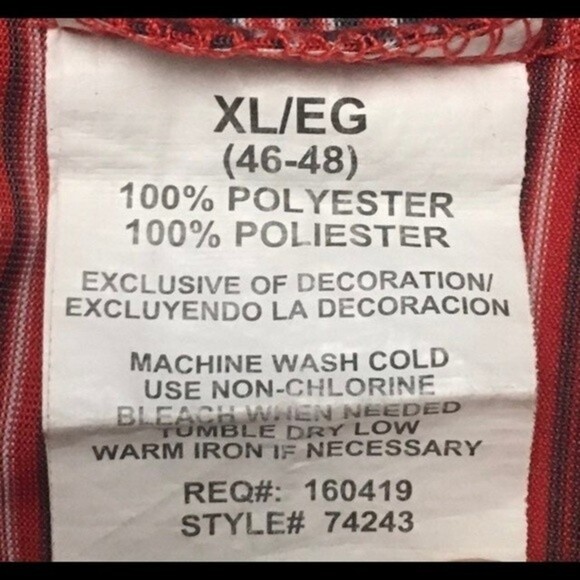 XL/EG
(46-48)
100% POLYESTER
100% POLIESTER
EXCLUSIVE OF DECORATION/
EXCLUYENDO LA DECORACION
MACHINE WASH COLD
USE NON-CHLORINE
BLEACH WHEN NEEDED
TUMBLE DRY LOW
WARM IRON IF NECESSARY
REQ#: 160419
STYLE# 74243